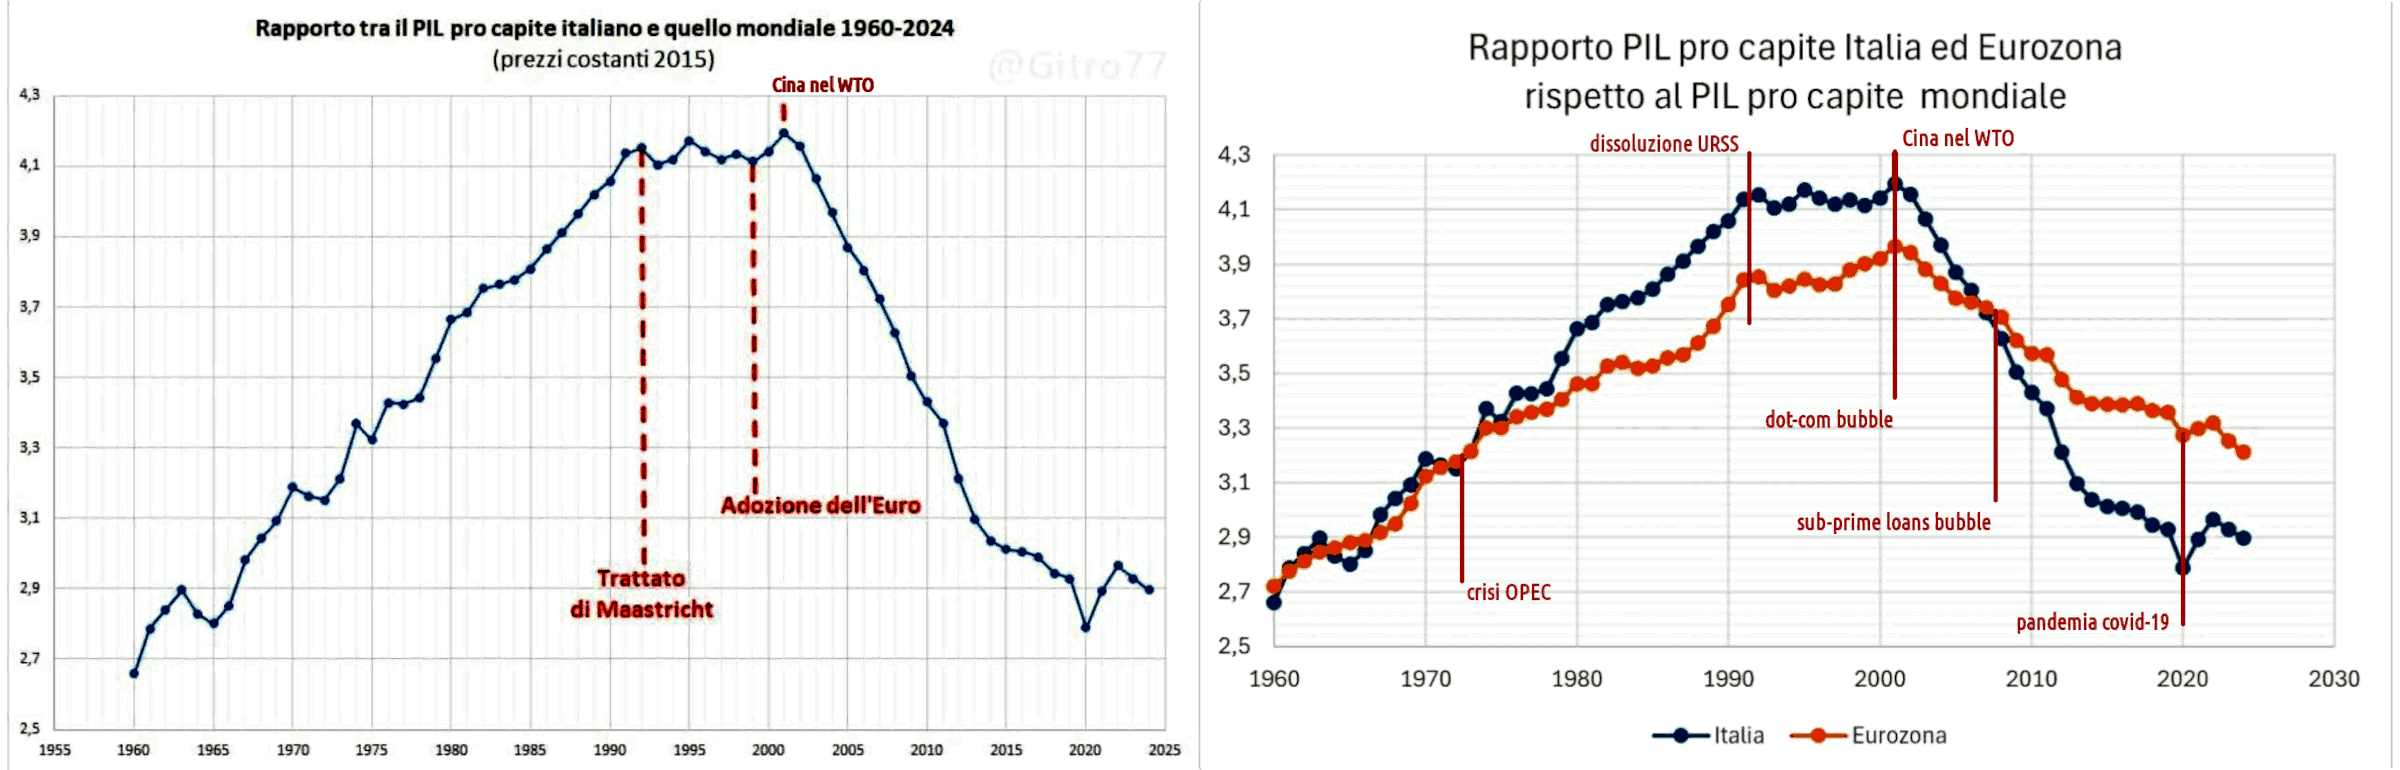 Rapporto tra il PIL pro capite italiano e quello mondiale 1960-2024
(prezzi costanti 2015)
@Gitro77
Cina nel WTO
4,3
4,1
3,9
3,7
3,5
3,3
3,1
2,9
2,7
2,5
Adozione dell'Euro
Trattato
di Maastricht
1955 1960 1965 1970 1975 1980 1985 1990 1995 2000 2005 2010 2015 2020 2025
Rapporto PIL pro capite Italia ed Eurozona
rispetto al PIL pro capite mondiale
dissoluzione URSS
Cina nel WTO
4,3
4,1
3,9
3,7
3,5
3,3
3,1
2,9
2,7
2,5
dot-com bubble
sub-prime loans bubble
crisi OPEC
pandemia covid-19
1960 1970 1980 1990 2000 2010 2020 2030
Italia Eurozona